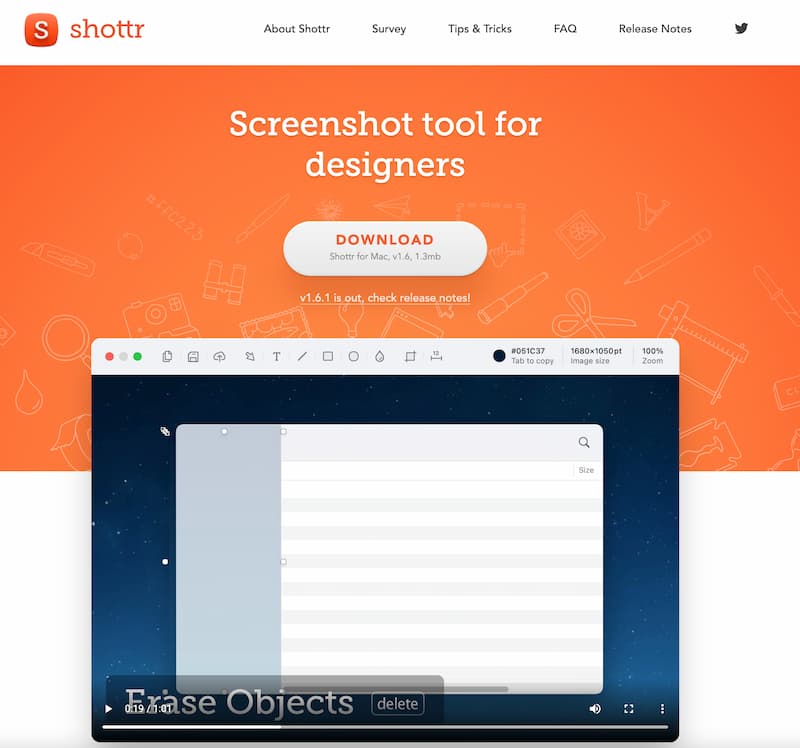 S shottr
About Shottr
Survey
Tips & Tricks
FAQ
Release Notes
Screenshot tool for
designers
#ffc223
DOWNLOAD
Shottr for Mac, v1.6, 1.3mb
v1.6.1 is out, check release notes!
T
12
#051C37
Tab to copy
1680×1050pt
Image size
100%
Zoom
Size
Erase Objects
delete
0:19 / 1:01